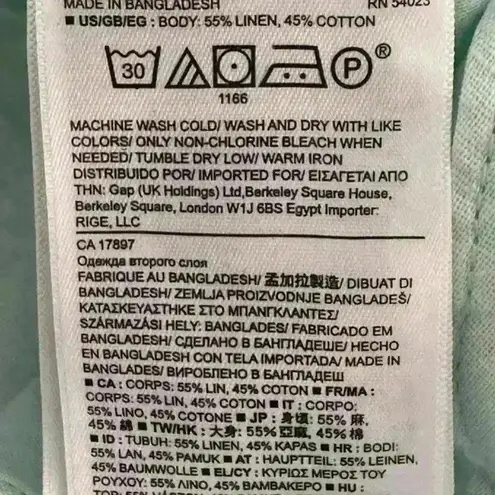 MADE IN BANGLADESH RN 54023
■ US/GB/EG : BODY: 55% LINEN, 45% COTTON
30 P ®
1166
MACHINE WASH COLD/ WASH AND DRY WITH LIKE
COLORS/ ONLY NON-CHLORINE BLEACH WHEN
NEEDED/ TUMBLE DRY LOW/ WARM IRON
DISTRIBUIDO POR/ IMPORTED FOR/ ΕΙΣΑΓΕΤΑΙ ΑΠΟ
ΤΗΝ: Gap (UK Holdings) Ltd,Berkeley Square House,
Berkeley Square, London W1J 6BS Egypt Importer:
RIGE, LLC
CA 17897
Одежда второго слоя
FABRIQUE AU BANGLADESH/ 孟加拉製造/ DIBUAT DI
BANGLADESH/ ZEMLJA PROIZVODNJE BANGLADEŠ/
ΚΑΤΑΣΚΕΥΑΣΤΗΚΕ ΣΤΟ ΜΠΑΝΓΚΛΑΝΤΕΣ/
SZÁRMAZÁSI HELY: BANGLADES/ FABRICADO EM
BANGLADESH/ СДЕЛАНО В БАНГЛАДЕШЕ/ HECHO
EN BANGLADESH CON TELA IMPORTADA/ MADE IN
BANGLADES/ ВИРОБЛЕНО В БАНГЛАДЕШ
■ CA : CORPS: 55% LIN, 45% COTON ■ FR/MA :
CORPS: 55% LIN, 45% COTON ■ IT : CORPO:
55% LINO, 45% COTONE ■ JP : 身頃: 55% 麻,
45% 綿 ■ TW/HK : 大身: 55% 亞麻, 45% 棉
■ ID : TUBUH: 55% LINEN, 45% KAPAS ■ HR : BODI:
55% LAN, 45% PAMUK ■ AT : HAUPTTEIL: 55% LEINEN,
45% BAUMWOLLE ■ EL/CY : ΚΥΡΙΩΣ ΜΕΡΟΣ ΤΟΥ
ΡΟΥΧΟΥ: 55% ΛΙΝΟ, 45% ΒΑΜΒΑΚΕΡΟ ■ HU :